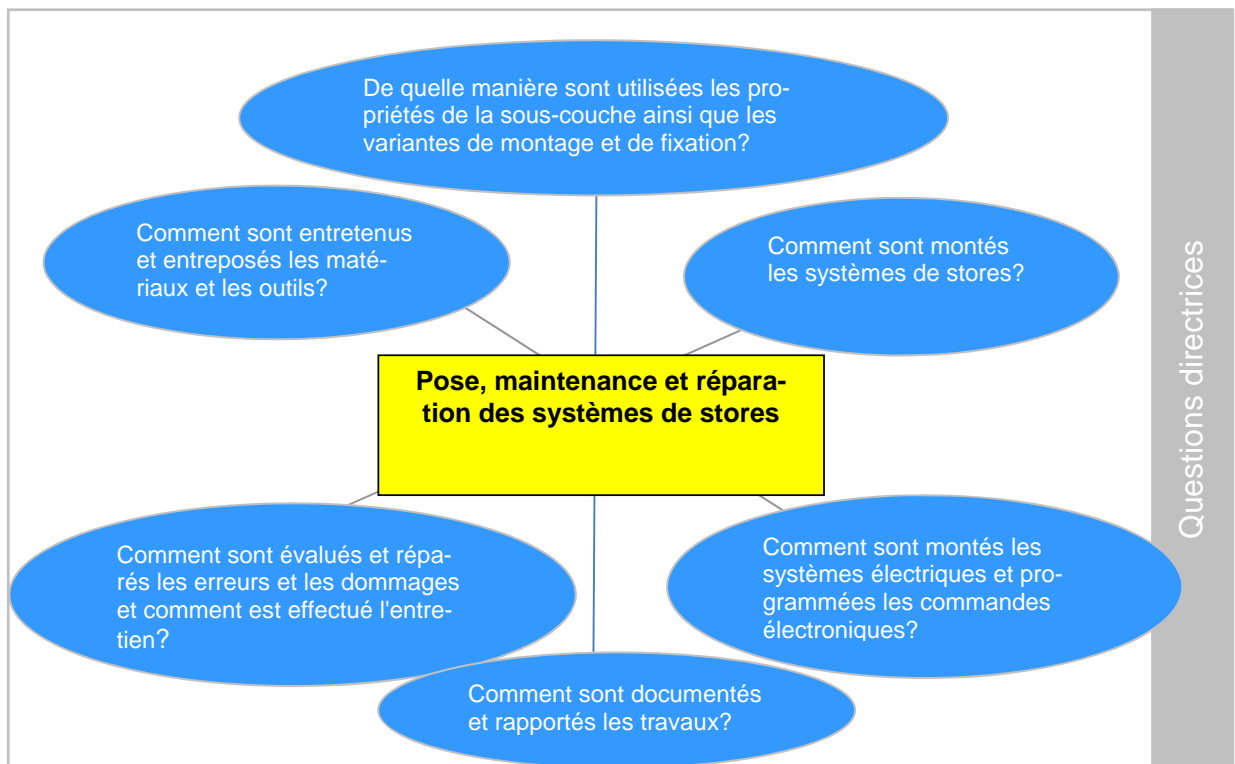 De quelle manière sont utilisées les pro-
priétés de la sous-couche ainsi que les
variantes de montage et de fixation?
Comment sont entretenus
et entreposés les maté-
riaux et les outils?
Comment sont montés
les systèmes de stores?
Pose, maintenance et répara-
tion des systèmes de stores
Comment sont évalués et répa-
rés les erreurs et les dommages
et comment est effectué l'entre-
tien?
Comment sont montés les
systèmes électriques et pro-
grammées les commandes
électroniques?
Comment sont documentés
et rapportés les travaux?
Questions directrices